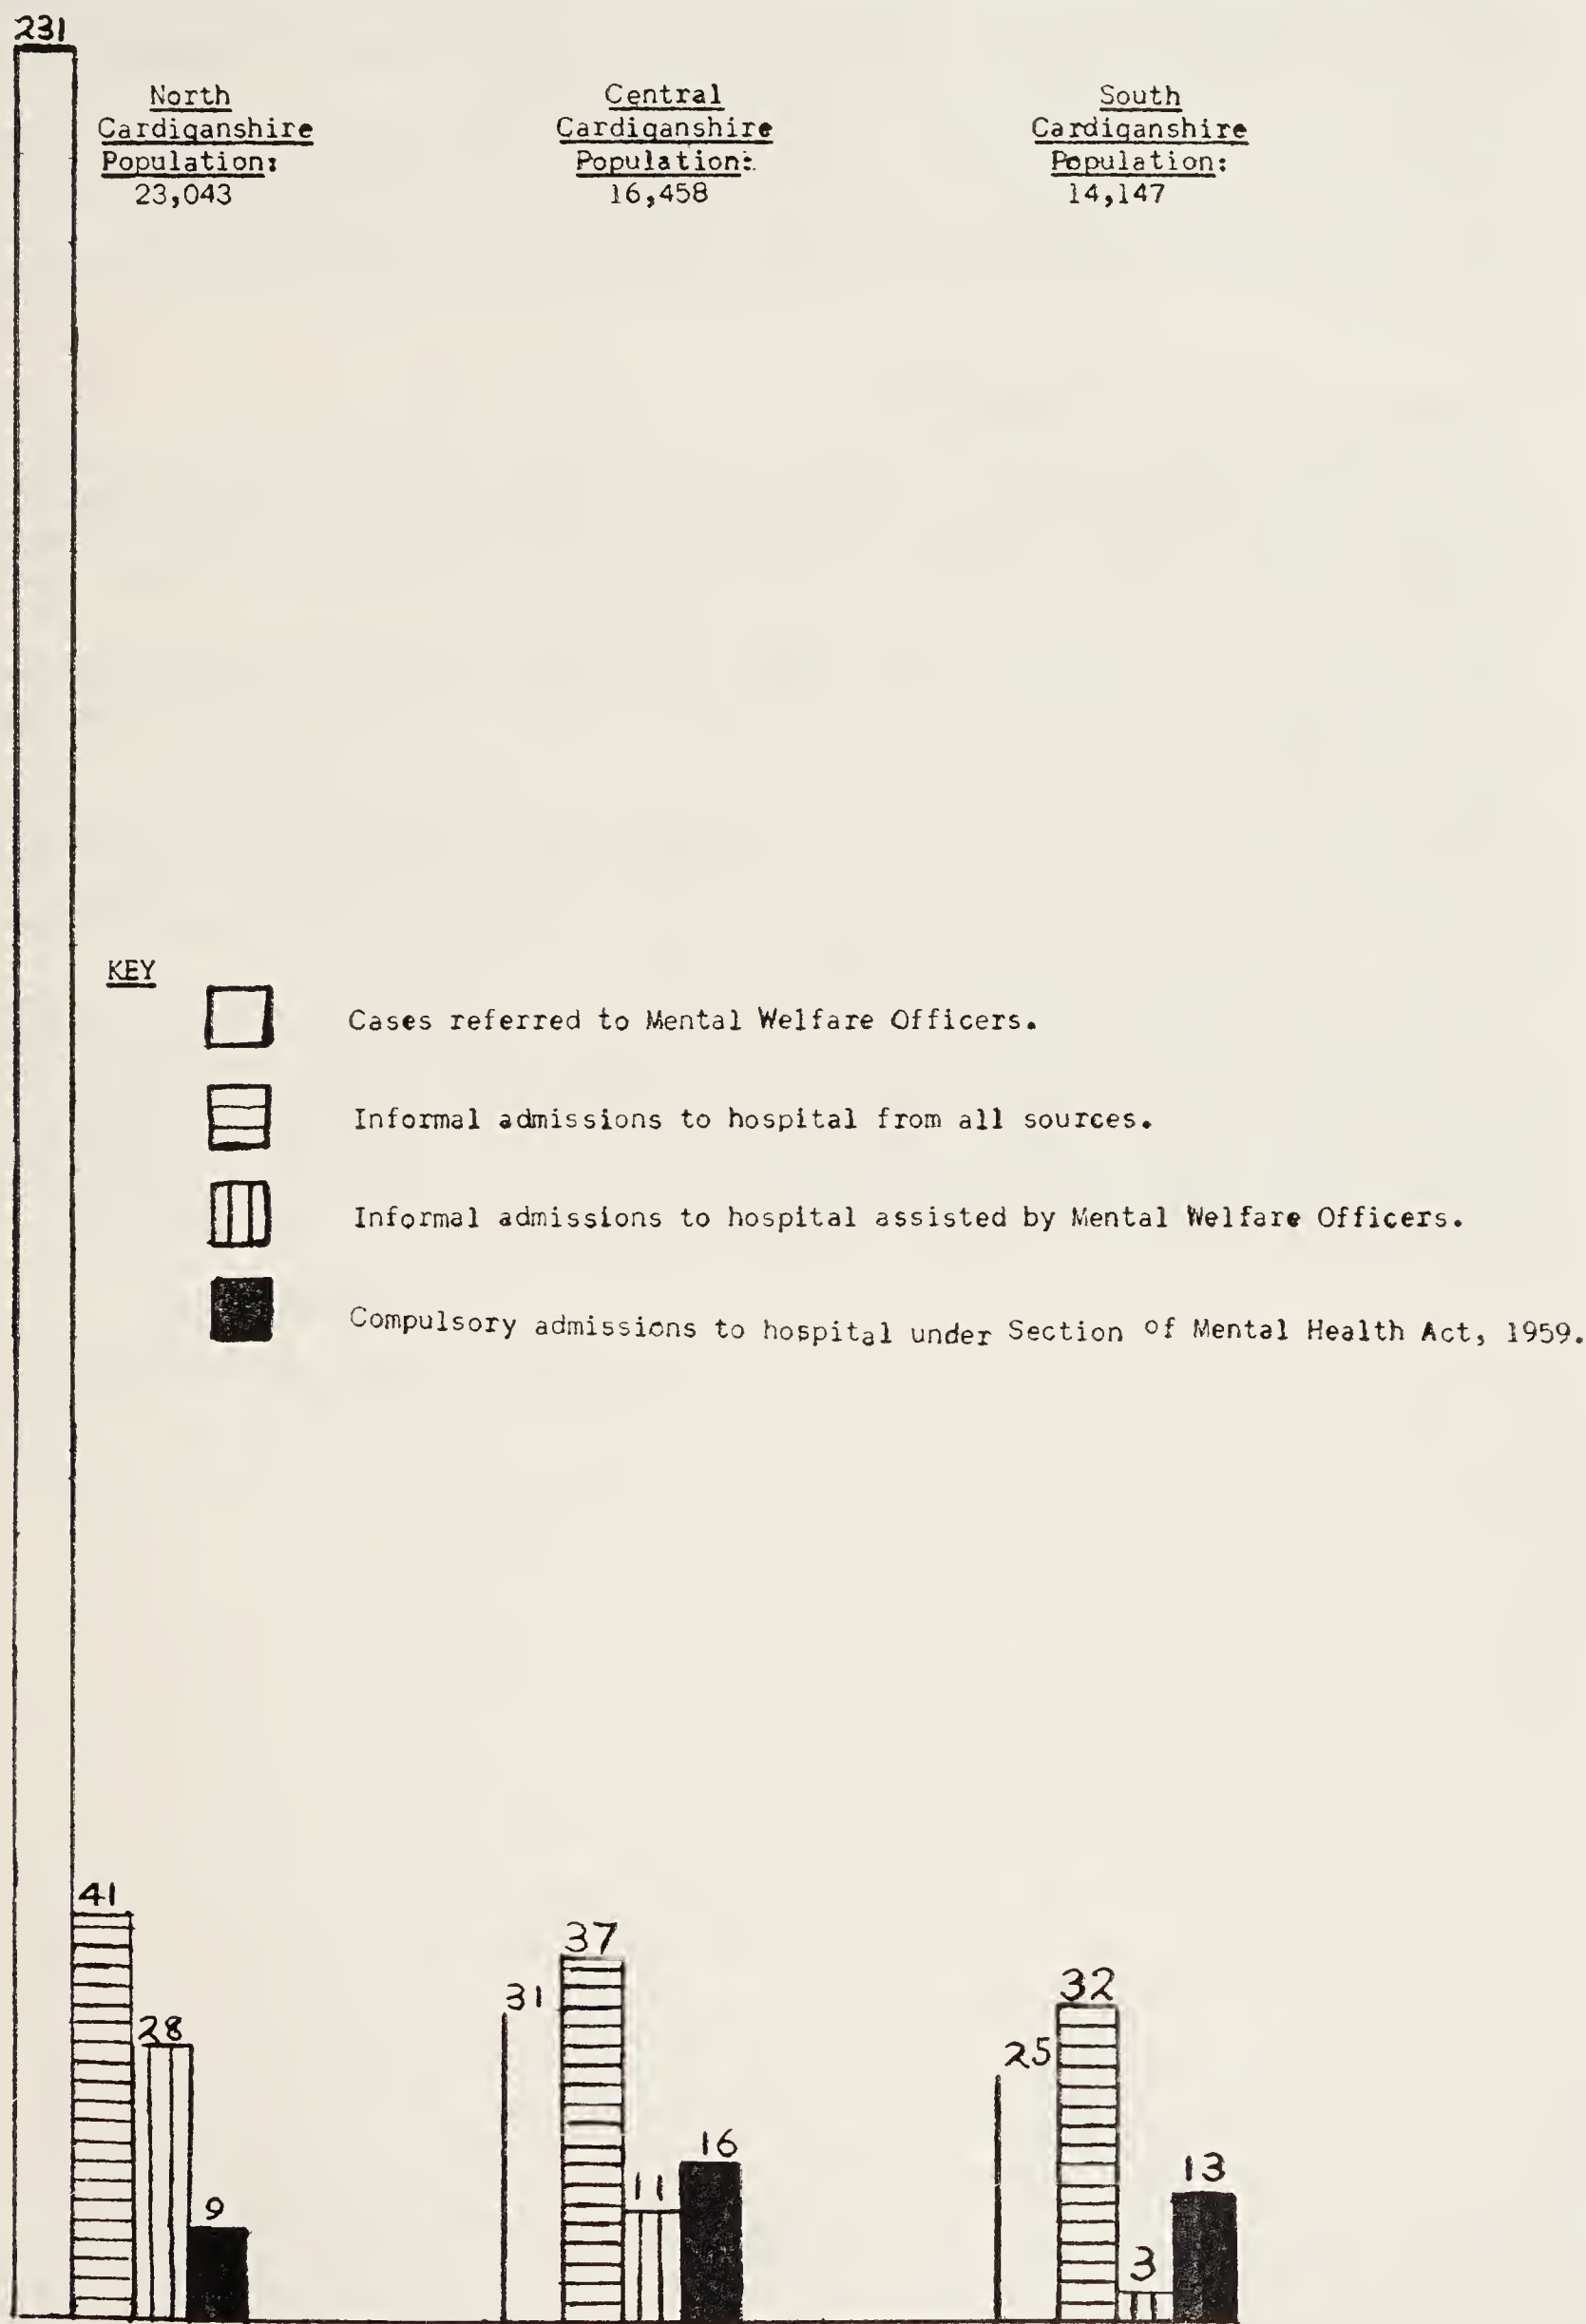 231
North
Cardiganshire
Population:
23,043
Central
Cardiganshire
Population:
16,458
South
Cardiganshire
Population:
14,147
KEY
Cases referred to Mental Welfare Officers.
Informal admissions to hospital from all sources.
Informal admissions to hospital assisted by Mental Welfare Officers.
Compulsory admissions to hospital under Section of Mental Health Act, 1959.
41
28
9
31
37
11
16
25
32
3
13